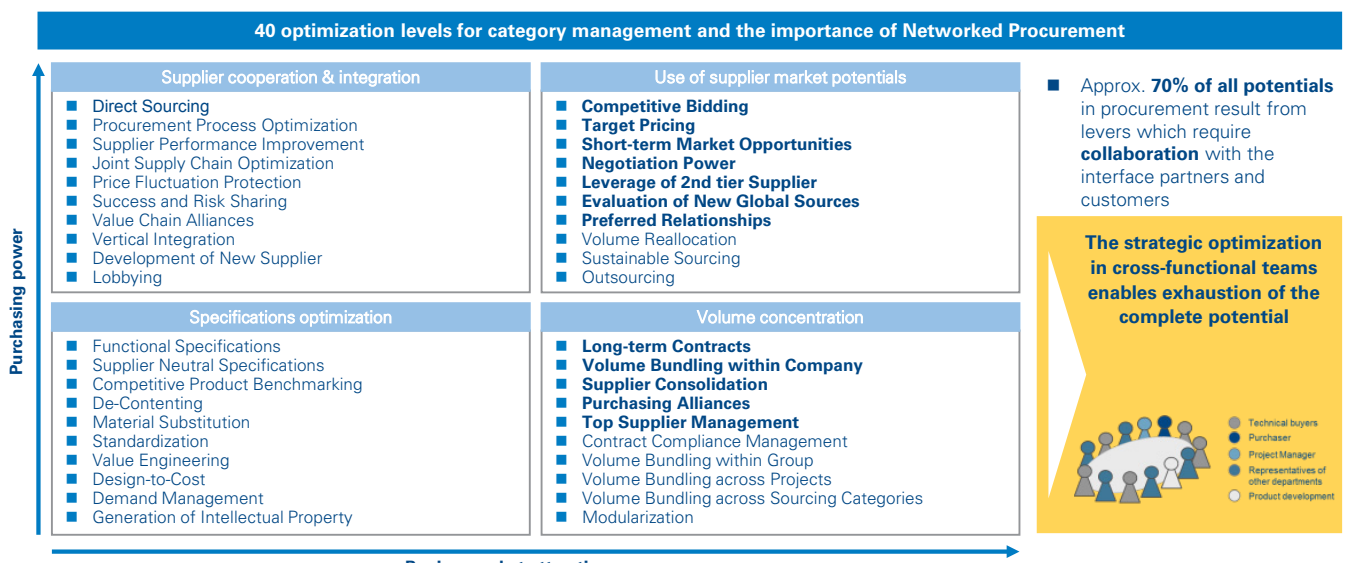 40 optimization levels for category management and the importance of Networked Procurement
Purchasing power
Supplier cooperation & integration
Direct Sourcing
Procurement Process Optimization
Supplier Performance Improvement
Joint Supply Chain Optimization
Price Fluctuation Protection
Success and Risk Sharing
Value Chain Alliances
Vertical Integration
Development of New Supplier
Lobbying
Use of supplier market potentials
Competitive Bidding
Target Pricing
Short-term Market Opportunities
Negotiation Power
Leverage of 2nd tier Supplier
Evaluation of New Global Sources
Preferred Relationships
Volume Reallocation
Sustainable Sourcing
Outsourcing
Specifications optimization
Functional Specifications
Supplier Neutral Specifications
Competitive Product Benchmarking
De-Contenting
Material Substitution
Standardization
Value Engineering
Design-to-Cost
Demand Management
Generation of Intellectual Property
Volume concentration
Long-term Contracts
Volume Bundling within Company
Supplier Consolidation
Purchasing Alliances
Top Supplier Management
Contract Compliance Management
Volume Bundling within Group
Volume Bundling across Projects
Volume Bundling across Sourcing Categories
Modularization
Approx. 70% of all potentials
in procurement result from
levers which require
collaboration with the
interface partners and
customers
The strategic optimization
in cross-functional teams
enables exhaustion of the
complete potential
Technical buyers
Purchaser
Project Manager
Representatives of
other departments
Product development